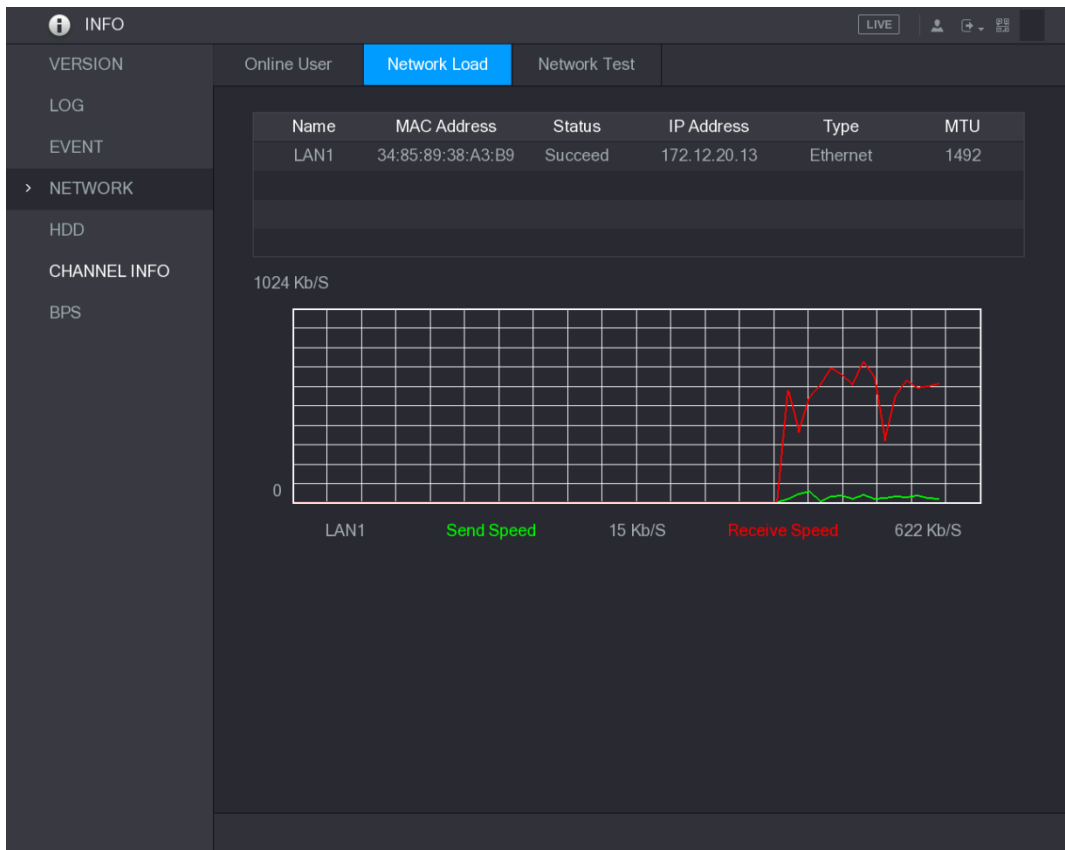 INFO LIVE
VERSION
LOG
EVENT
NETWORK
HDD
CHANNEL INFO
BPS
Online User Network Load Network Test
Name MAC Address Status IP Address Type MTU
LAN1 34:85:89:38:A3:B9 Succeed 172.12.20.13 Ethernet 1492
1024 Kb/S
0
LAN1 Send Speed 15 Kb/S Receive Speed 622 Kb/S